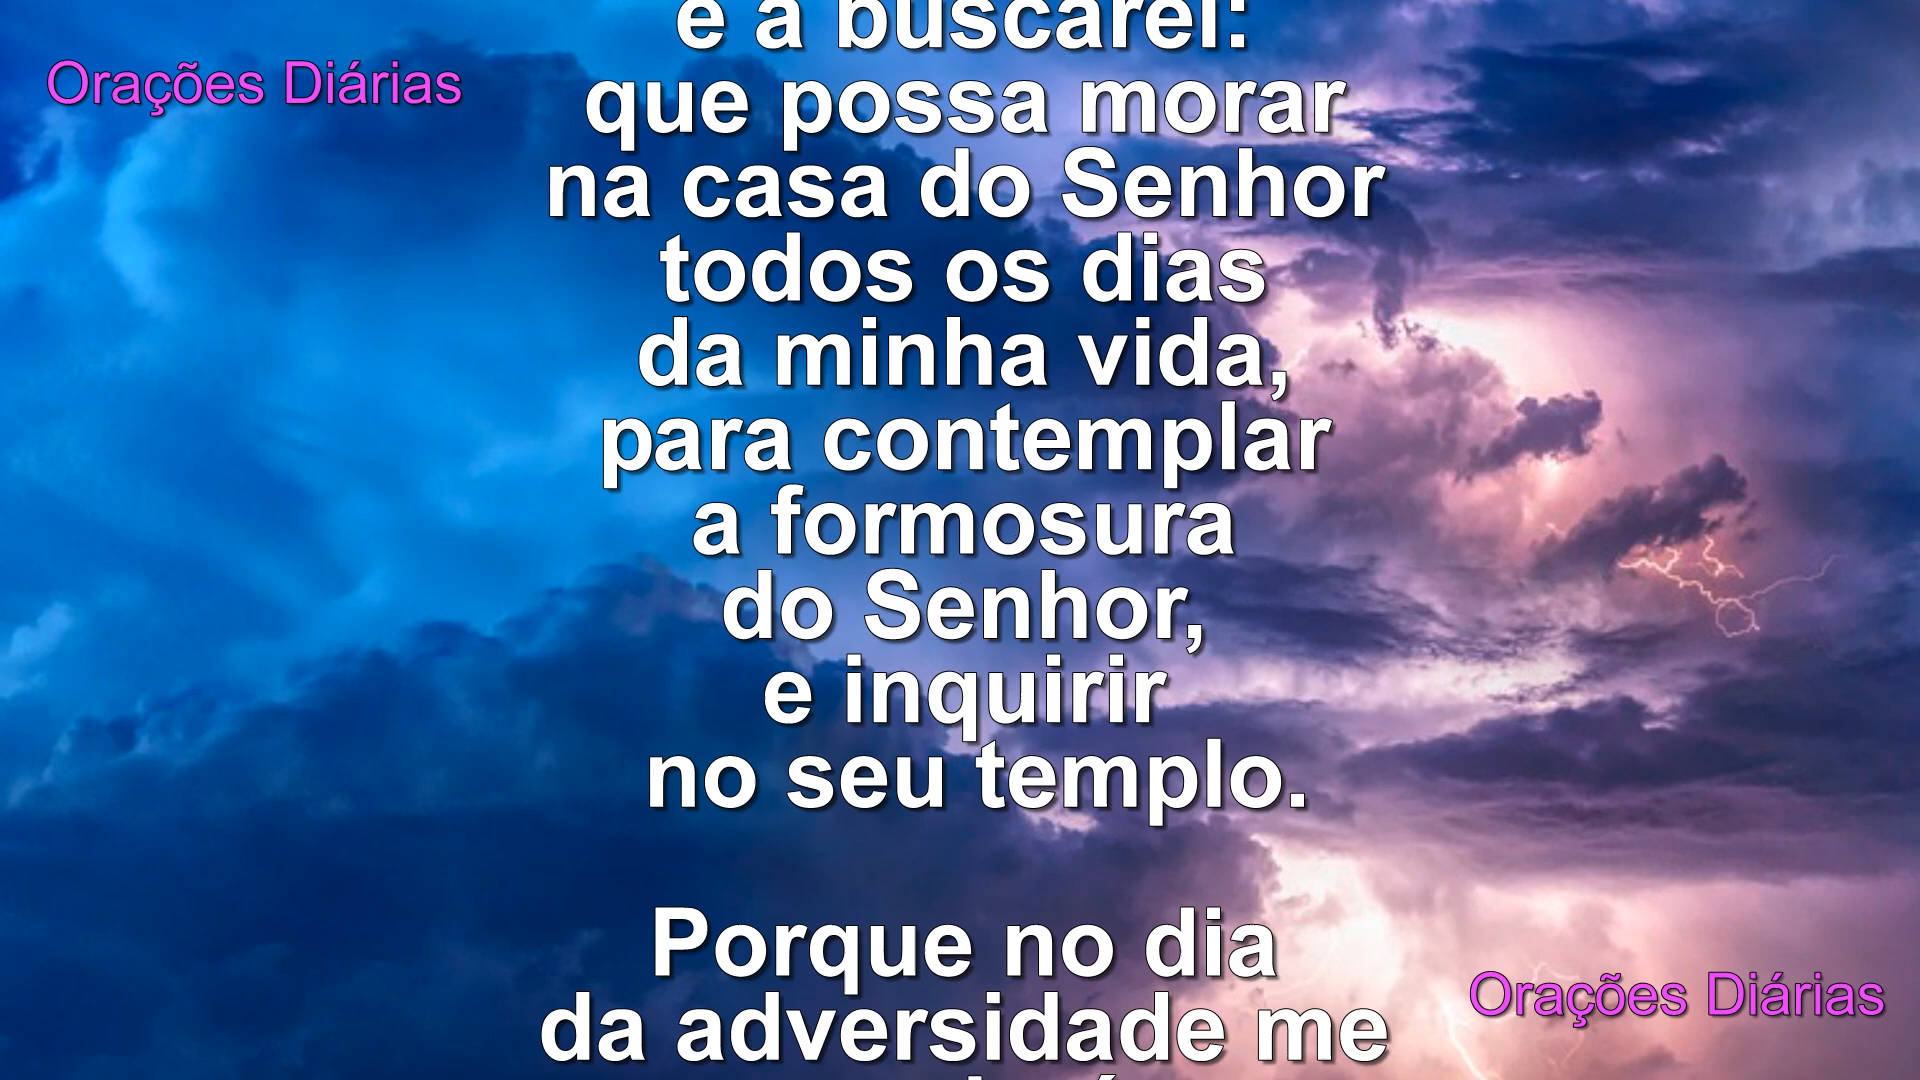 e a buscarei:
Orações Diárias
que possa morar
na casa do Senhor
todos os dias
da minha vida,
para contemplar
a formosura
do Senhor,
e inquirir
no seu templo.
Porque no dia
da adversidade me
Orações Diárias